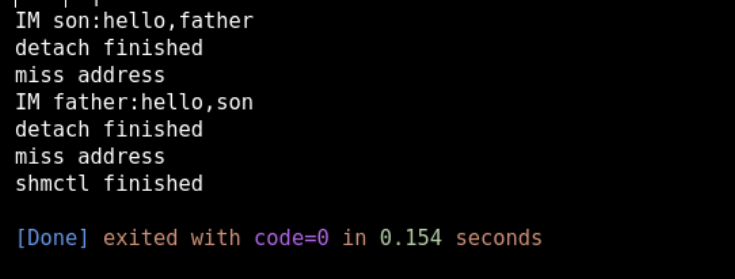 IM son:hello,father
detach finished
miss address
IM father:hello,son
detach finished
miss address
shmctl finished
[Done] exited with code=0 in 0.154 seconds